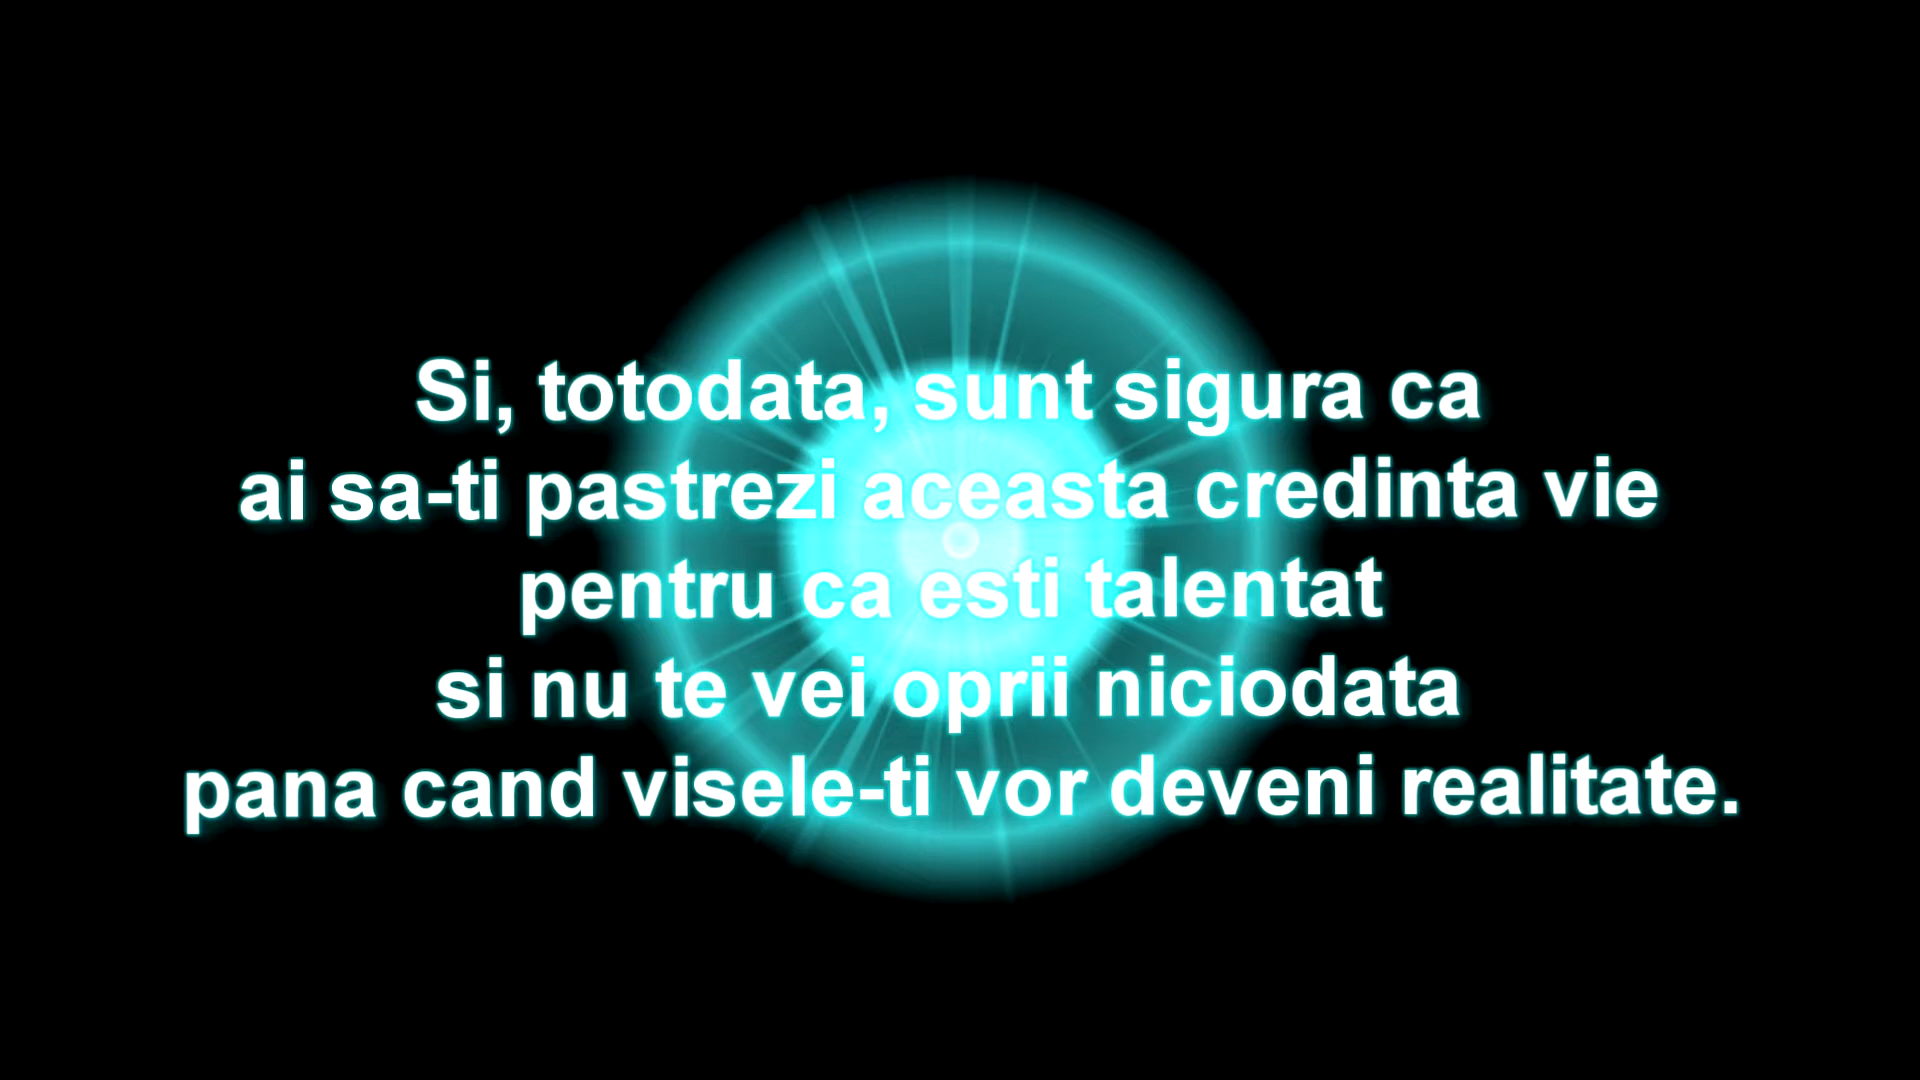 Si, totodata, sunt sigura ca
ai sa-ti pastrezi aceasta credinta vie
pentru ca esti talentat
si nu te vei oprii niciodata
pana cand visele-ti vor deveni realitate.